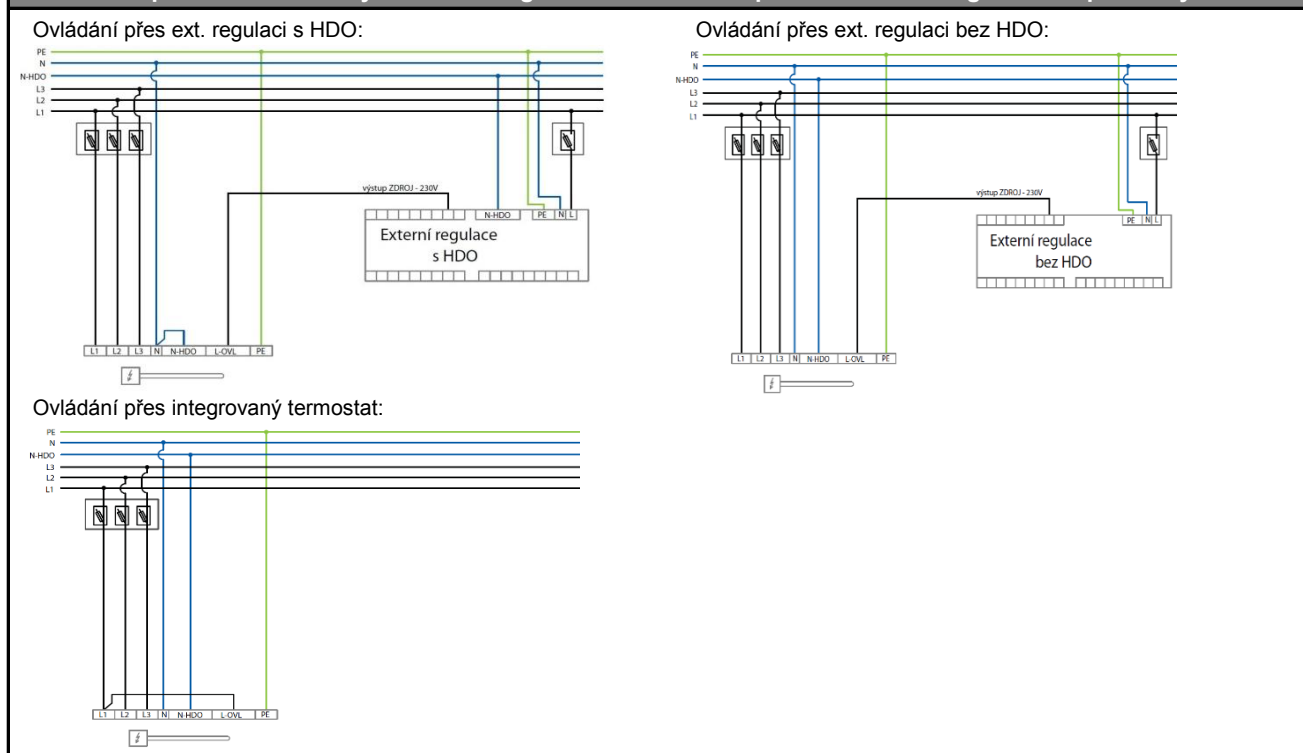 Ovládání přes ext. regulaci s HDO:
PE
N
N-HDO
L3
L2
L1
výstup ZDROJ - 230V
N-HDO PE N L
Externí regulace
s HDO
L1 L2 L3 N N-HDO L-OVL PE
Ovládání přes ext. regulaci bez HDO:
PE
N
N-HDO
L3
L2
L1
výstup ZDROJ - 230V
PE N L
Externí regulace
bez HDO
L1 L2 L3 N N-HDO L-OVL PE
Ovládání přes integrovaný termostat:
PE
N
N-HDO
L3
L2
L1
L1 L2 L3 N N-HDO L-OVL PE